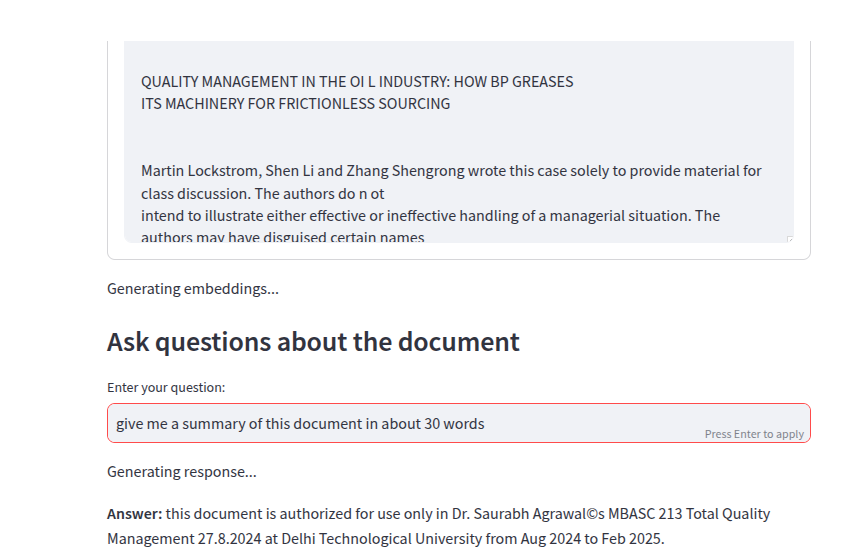 QUALITY MANAGEMENT IN THE OI L INDUSTRY: HOW BP GREASES
ITS MACHINERY FOR FRICTIONLESS SOURCING
Martin Lockstrom, Shen Li and Zhang Shengrong wrote this case solely to provide material for
class discussion. The authors do n ot
intend to illustrate either effective or ineffective handling of a managerial situation. The
authors may have disguised certain names
Generating embeddings...
Ask questions about the document
Enter your question:
give me a summary of this document in about 30 words
Press Enter to apply
Generating response...
Answer: this document is authorized for use only in Dr. Saurabh Agrawal©s MBASC 213 Total Quality
Management 27.8.2024 at Delhi Technological University from Aug 2024 to Feb 2025.